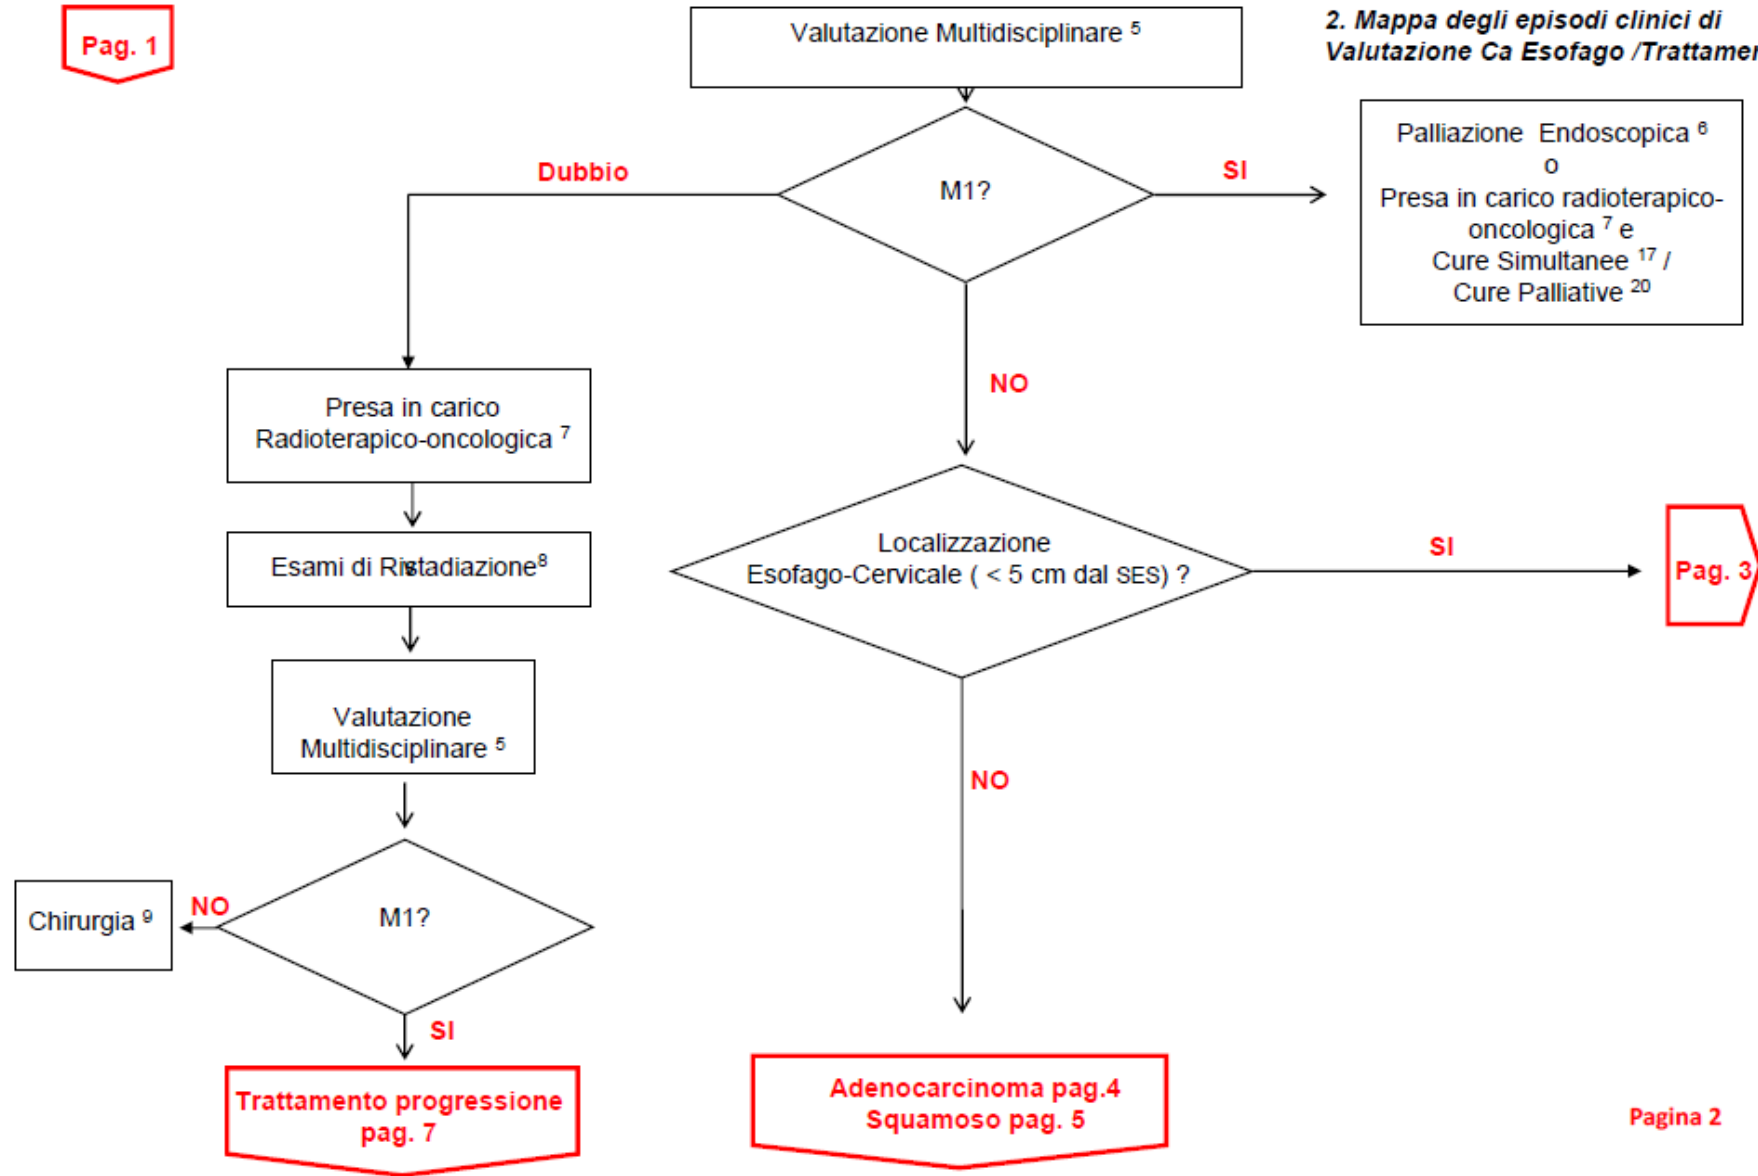 Pag. 1
Valutazione Multidisciplinare 5
2. Mappa degli episodi clinici di
Valutazione Ca Esofago /Trattamen
Palliazione Endoscopica 6
o
Presa in carico radioterapico-
oncologica 7 e
Cure Simultanee 17 /
Cure Palliative 20
Dubbio
M1?
SI
NO
Presa in carico
Radioterapico-oncologica 7
Esami di Ristadiazione8
Localizzazione
Esofago-Cervicale ( < 5 cm dal SES) ?
SI
Pag. 3
Valutazione
Multidisciplinare 5
NO
Chirurgia 9
NO
M1?
SI
Trattamento progressione
pag. 7
Adenocarcinoma pag.4
Squamoso pag. 5
Pagina 2